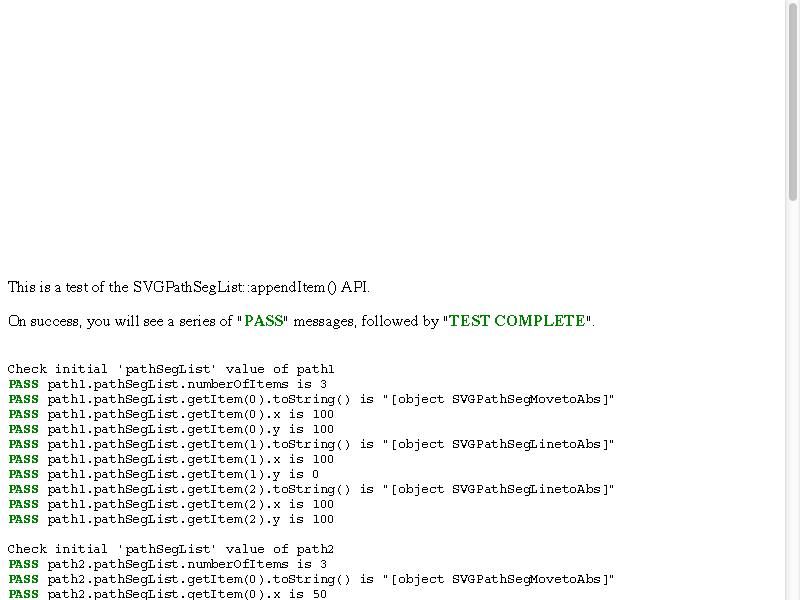 This is a test of the SVGPathSegList::appendItem() API.
On success, you will see a series of "PASS" messages, followed by "TEST COMPLETE".
Check initial 'pathSegList' value of path1
PASS path1.pathSegList.numberOfItems is 3
PASS path1.pathSegList.getItem(0).toString() is "[object SVGPathSegMovetoAbs]"
PASS path1.pathSegList.getItem(0).x is 100
PASS path1.pathSegList.getItem(0).y is 100
PASS path1.pathSegList.getItem(1).toString() is "[object SVGPathSegLinetoAbs]"
PASS path1.pathSegList.getItem(1).x is 100
PASS path1.pathSegList.getItem(1).y is 0
PASS path1.pathSegList.getItem(2).toString() is "[object SVGPathSegLinetoAbs]"
PASS path1.pathSegList.getItem(2).x is 100
PASS path1.pathSegList.getItem(2).y is 100
Check initial 'pathSegList' value of path2
PASS path2.pathSegList.numberOfItems is 3
PASS path2.pathSegList.getItem(0).toString() is "[object SVGPathSegMovetoAbs]"
PASS path2.pathSegList.getItem(0).x is 50